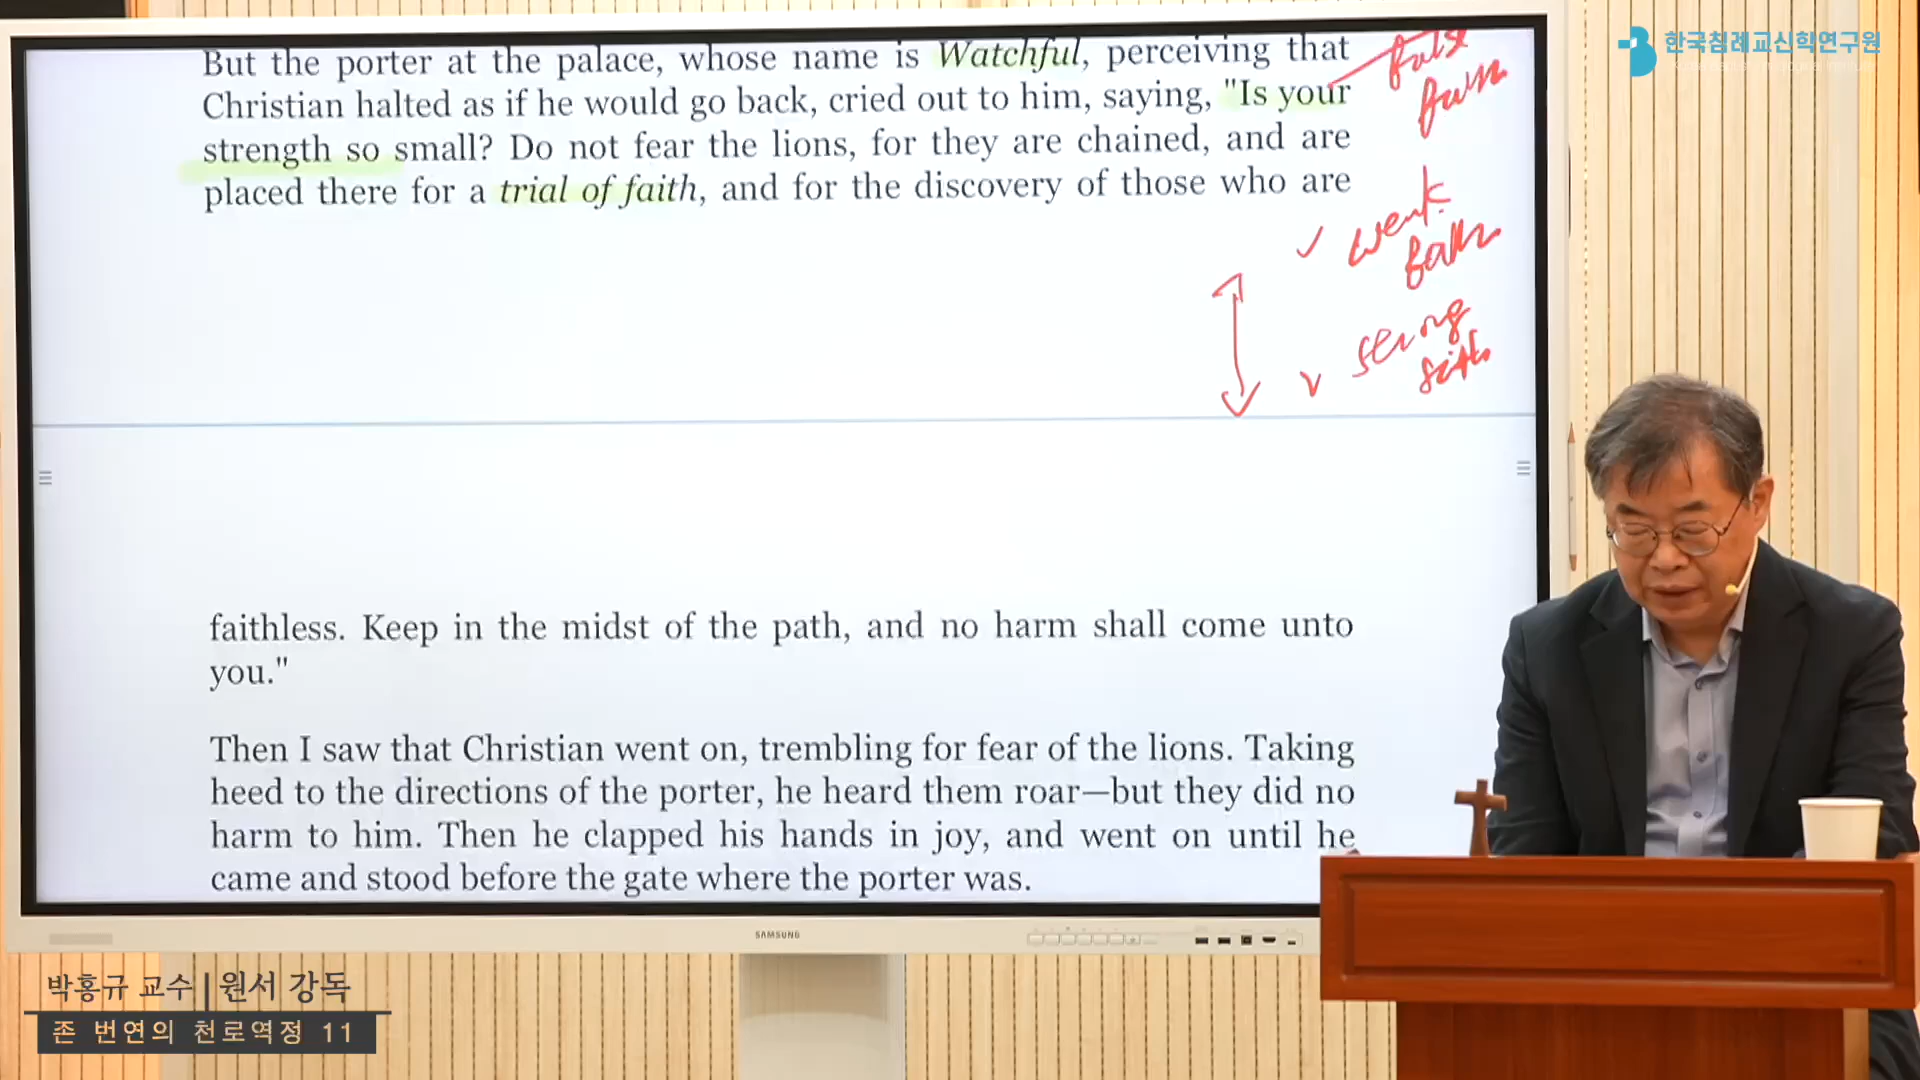 But the porter at the palace, whose name is Watchful, perceiving that
Christian halted as if he would go back, cried out to him, saying, "Is your
strength so small? Do not fear the lions, for they are chained, and are
placed there for a trial of faith, and for the discovery of those who are
weak
strong
faithless. Keep in the midst of the path, and no harm shall come unto
you."
Then I saw that Christian went on, trembling for fear of the lions. Taking
heed to the directions of the porter, he heard them roar—but they did no
harm to him. Then he clapped his hands in joy, and went on until he
came and stood before the gate where the porter was.
SAMSUNG
한국침례교신학연구원
박홍규 교수 | 원서 강독
존 번연의 천로역정 11